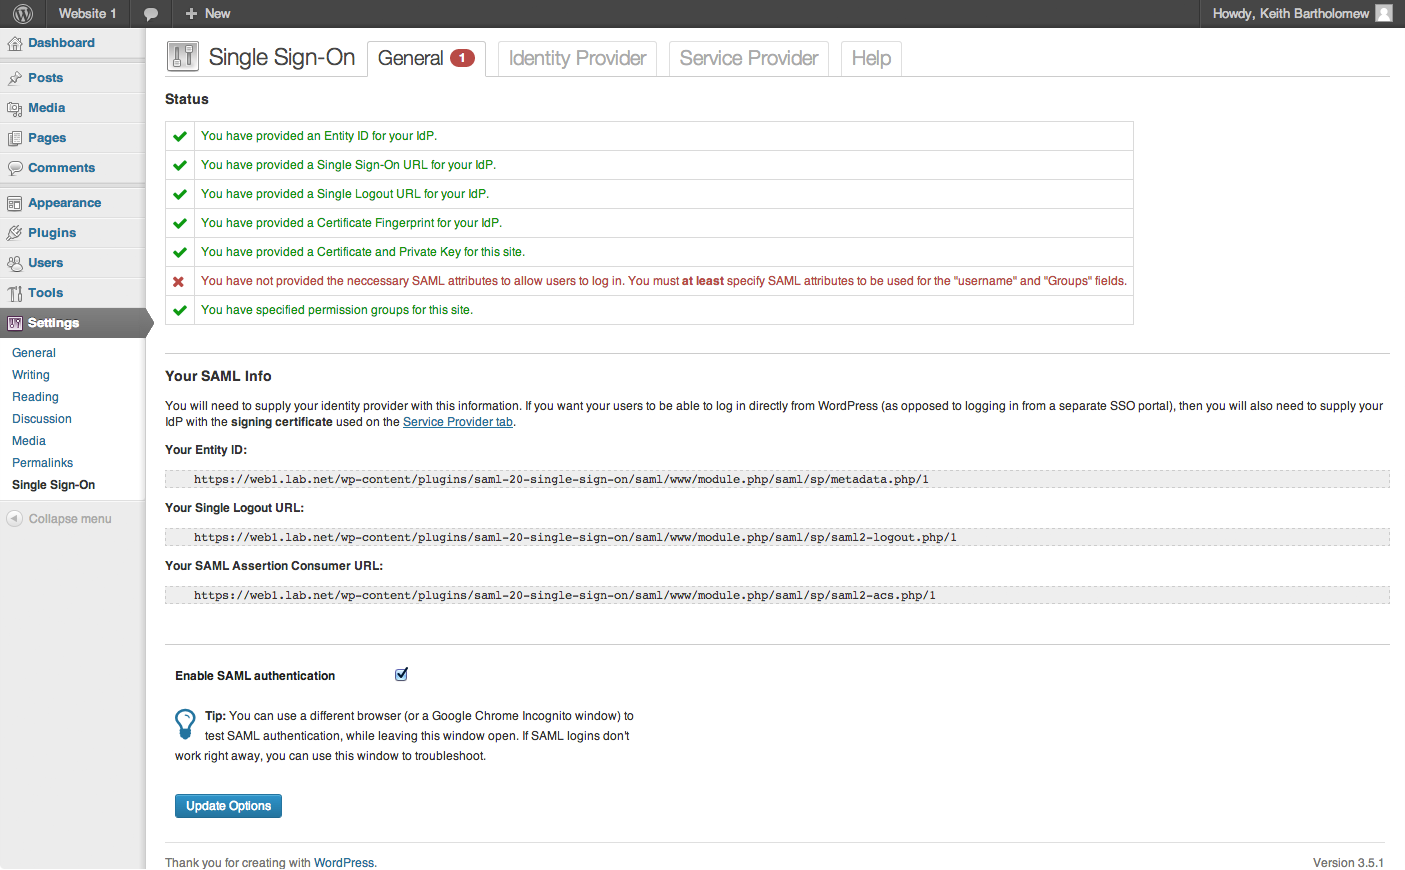 Website 1
New
Howdy, Keith Bartholomew
Dashboard
Posts
Media
Pages
Comments
Appearance
Plugins
Users
Tools
Settings
General
Writing
Reading
Discussion
Media
Permalinks
Single Sign-On
Collapse menu
Single Sign-On
General 1
Identity Provider
Service Provider
Help
Status
You have provided an Entity ID for your IdP.
You have provided a Single Sign-On URL for your IdP.
You have provided a Single Logout URL for your IdP.
You have provided a Certificate Fingerprint for your IdP.
You have provided a Certificate and Private Key for this site.
You have not provided the neccessary SAML attributes to allow users to log in. You must at least specify SAML attributes to be used for the "username" and "Groups" fields.
You have specified permission groups for this site.
Your SAML Info
You will need to supply your identity provider with this information. If you want your users to be able to log in directly from WordPress (as opposed to logging in from a separate SSO portal), then you will also need to supply your
IdP with the signing certificate used on the Service Provider tab.
Your Entity ID:
https://web1.lab.net/wp-content/plugins/saml-20-single-sign-on/saml/www/module.php/saml/sp/metadata.php/1
Your Single Logout URL:
https://web1.lab.net/wp-content/plugins/saml-20-single-sign-on/saml/www/module.php/saml/sp/saml2-logout.php/1
Your SAML Assertion Consumer URL:
https://web1.lab.net/wp-content/plugins/saml-20-single-sign-on/saml/www/module.php/saml/sp/saml2-acs.php/1
Enable SAML authentication
Tip: You can use a different browser (or a Google Chrome Incognito window) to
test SAML authentication, while leaving this window open. If SAML logins don't
work right away, you can use this window to troubleshoot.
Update Options
Thank you for creating with WordPress.
Version 3.5.1